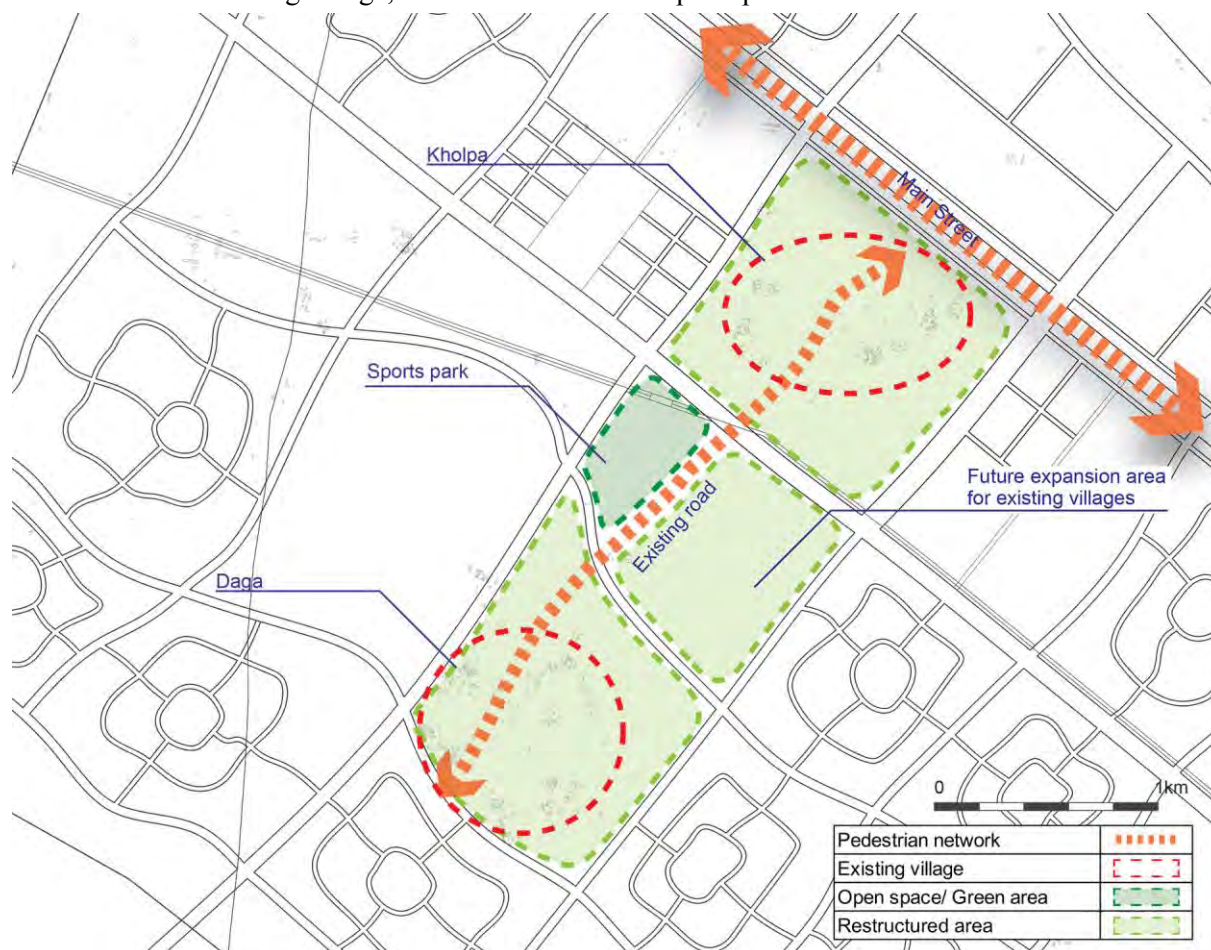 Kholpa
Main Street
Sports park
Future expansion area
for existing villages
Existing road
Daga
0 1km
Pedestrian network
Existing village
Open space/ Green area
Restructured area